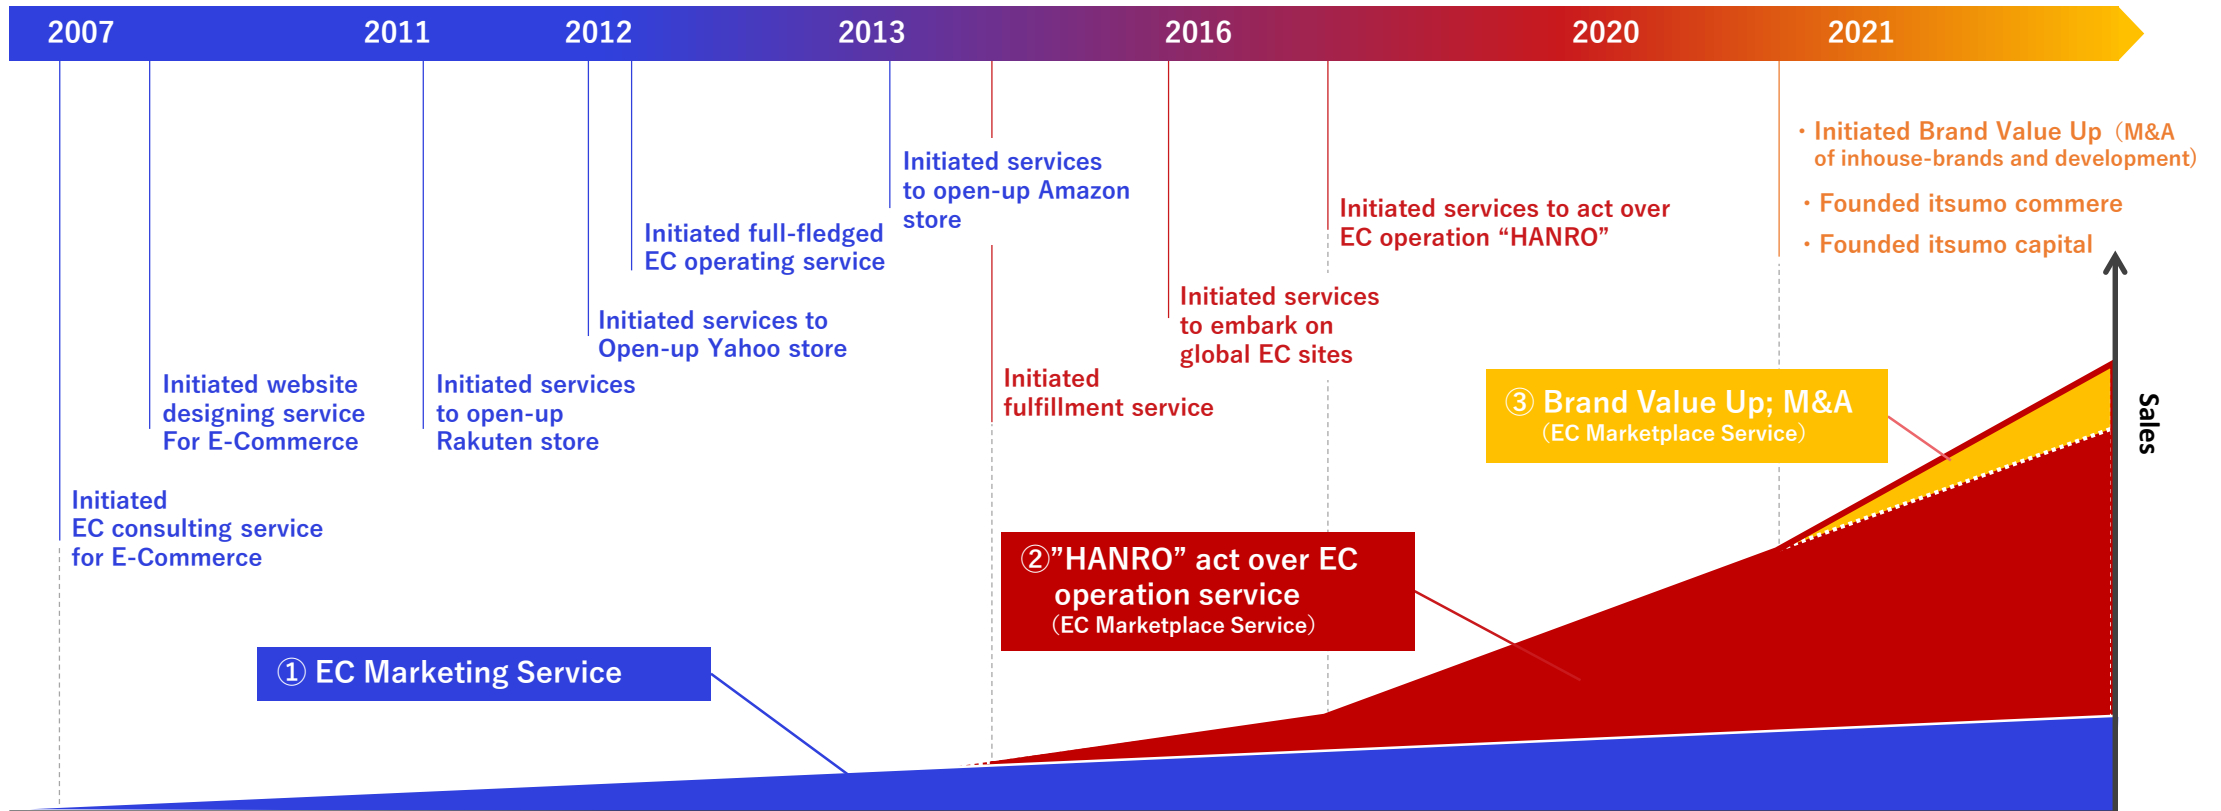 2007 2011 2012 2013 2016 2020 2021
Initiated
EC consulting service
for E-Commerce
Initiated website
designing service
For E-Commerce
Initiated services
to open-up
Rakuten store
Initiated services to
Open-up Yahoo store
Initiated full-fledged
EC operating service
Initiated services
to open-up Amazon
store
Initiated
fulfillment service
Initiated services
to embark on
global EC sites
Initiated services to act over
EC operation “HANRO”
・Initiated Brand Value Up（M&A
of inhouse-brands and development）
・Founded itsumo commere
・Founded itsumo capital
① EC Marketing Service
②”HANRO” act over EC
operation service
（EC Marketplace Service）
③ Brand Value Up; M&A
（EC Marketplace Service）
Sales